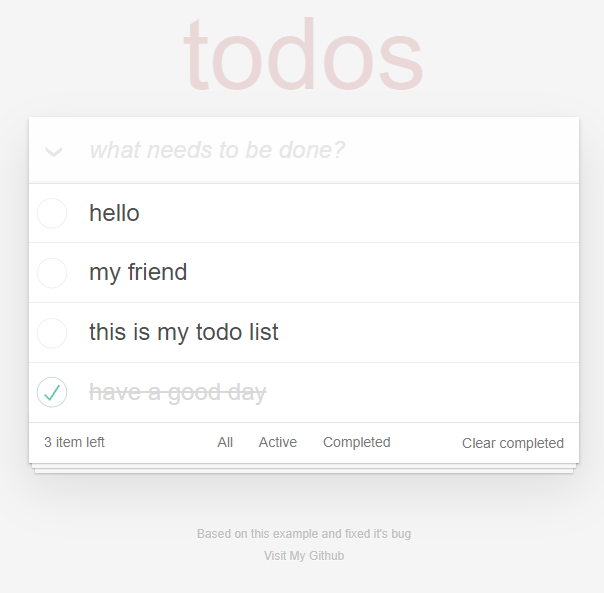 todos
what needs to be done?
hello
my friend
this is my todo list
have a good day
3 item left All Active Completed Clear completed
Based on this example and fixed it's bug
Visit My Github